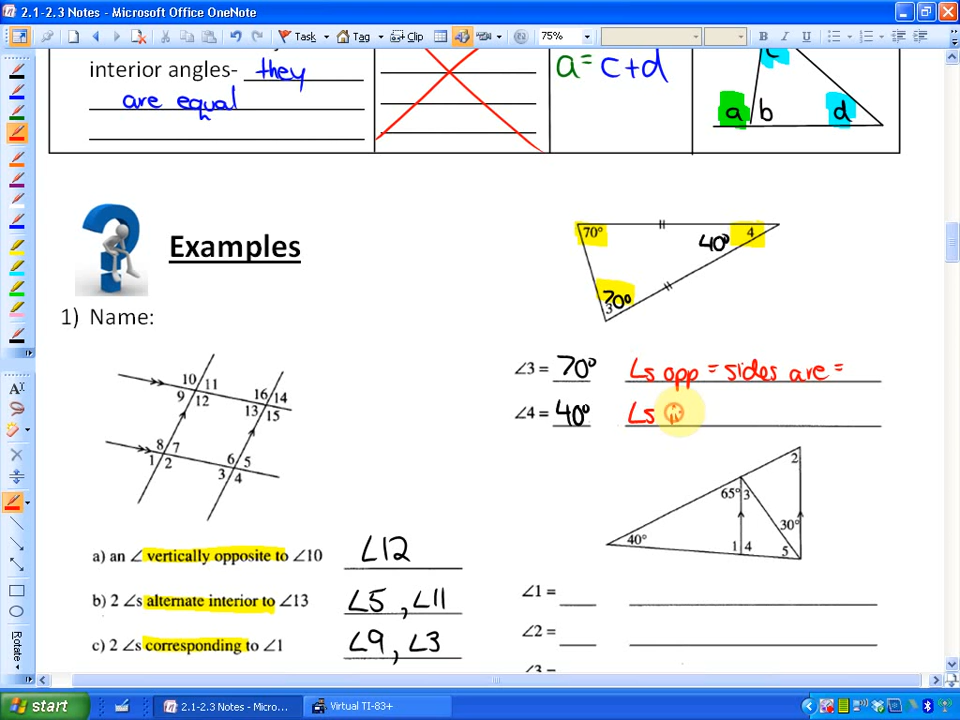 2.1-2.3 Notes - Microsoft Office OneNote
Task
Tag
Clip
75%
B I U
interior angles- they
are equal
a = c+d
c
a b d
Examples
70° 4
40°
70°
3
1) Name:
∠3 = 70° ∠s opp = sides are =
∠4 = 40° ∠s
10 11
9 12
16 14
13 15
8 7
1 2
6 5
3 4
2
65° 3
30°
40° 1 4 5
a) an ∠ vertically opposite to ∠10 ∠12
b) 2 ∠s alternate interior to ∠13 ∠5, ∠11
c) 2 ∠s corresponding to ∠1 ∠9, ∠3
∠1 =
∠2 =
∠3 =
A
Rotate
start
2.1-2.3 Notes - Micro...
Virtual TI-83+